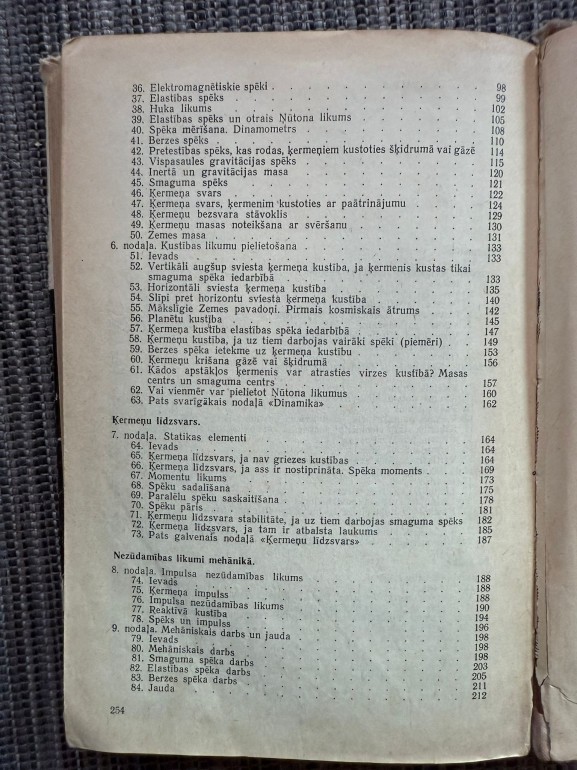 36. Elektromagnētiskie spēki . . . 98
37. Elastības spēks . . . 99
38. Huka likums . . . 102
39. Elastības spēks un otrais Ņūtona likums . . . 105
40. Spēka mērīšana. Dinamometrs . . . 108
41. Berzes spēks . . . 110
42. Pretestības spēks, kas rodas, ķermeņiem kustoties šķidrumā vai gāzē 114
43. Vispasaules gravitācijas spēks . . . 115
44. Inertā un gravitācijas masa . . . 120
45. Smaguma spēks . . . 121
46. Ķermeņa svars . . . 122
47. Ķermeņa svars, ķermenim kustoties ar paātrinājumu . . . 124
48. Ķermeņu bezsvara stāvoklis . . . 129
49. Ķermeņu masas noteikšana ar svēršanu . . . 130
50. Zemes masa . . . 131
6. nodaļa. Kustības likumu pielietošana . . . 133
51. Ievads . . . 133
52. Vertikāli augšup sviesta ķermeņa kustība, ja ķermenis kustas tikai
smaguma spēka iedarbībā . . . 133
53. Horizontāli sviesta ķermeņa kustība . . . 135
54. Slīpi pret horizontu sviesta ķermeņa kustība . . . 140
55. Mākslīgie Zemes pavadoņi. Pirmais kosmiskais ātrums . . . 142
56. Planētu kustība . . . 145
57. Ķermeņa kustība elastības spēka iedarbībā . . . 147
58. Ķermeņu kustība, ja uz tiem darbojas vairāki spēki (piemēri) . . . 149
59. Berzes spēka ietekme uz ķermeņu kustību . . . 153
60. Ķermeņu krišana gāzē vai šķidrumā . . . 156
61. Kādos apstākļos ķermenis var atrasties virzes kustībā? Masas
centrs un smaguma centrs . . . 157
62. Vai vienmēr var pielietot Ņūtona likumus . . . 160
63. Pats svarīgākais nodaļā «Dinamika» . . . 162
Ķermeņu līdzsvars.
7. nodaļa. Statikas elementi . . . 164
64. Ievads . . . 164
65. Ķermeņa līdzsvars, ja nav griezes kustības . . . 164
66. Ķermeņa līdzsvars, ja ass ir nostiprināta. Spēka moments . . . 169
67. Momentu likums . . . 173
68. Spēku sadalīšana . . . 175
69. Paralēlu spēku saskaitīšana . . . 178
70. Spēku pāris . . . 181
71. Ķermeņu līdzsvara stabilitāte, ja uz tiem darbojas smaguma spēks 182
72. Ķermeņa līdzsvars, ja tam ir atbalsta laukums . . . 185
73. Pats galvenais nodaļā «Ķermeņu līdzsvars» . . . 187
Nezūdamības likumi mehānikā.
8. nodaļa. Impulsa nezūdamības likums . . . 188
74. Ievads . . . 188
75. Ķermeņa impulss . . . 188
76. Impulsa nezūdamības likums . . . 190
77. Reaktīvā kustība . . . 194
78. Spēks un impulss . . . 196
9. nodaļa. Mehāniskais darbs un jauda . . . 198
79. Ievads . . . 198
80. Mehāniskais darbs . . . 198
81. Smaguma spēka darbs . . . 203
82. Elastības spēka darbs . . . 205
83. Berzes spēka darbs . . . 211
84. Jauda . . . 212
254